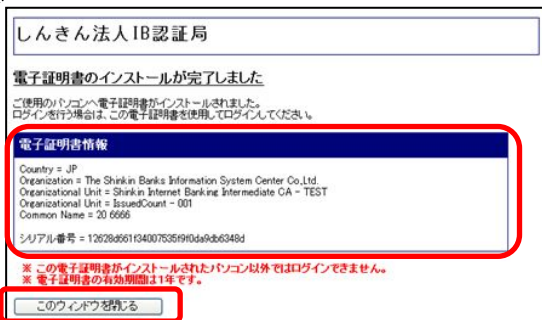 しんきん法人IB認証局
電子証明書のインストールが完了しました
ご使用のパソコンへ電子証明書がインストールされました。
ログインを行う場合は、この電子証明書を使用してログインしてください。
電子証明書情報
Country = JP
Organization = The Shinkin Banks Information System Center Co.,Ltd.
Organizational Unit = Shinkin Internet Banking Intermediate CA - TEST
Organizational Unit = IssuedCount - 001
Common Name = 20 6666
シリアル番号 = 12628d661f34007535f9f0da9db6348d
※ この電子証明書がインストールされたパソコン以外ではログインできません。
※ 電子証明書の有効期間は1年です。
このウィンドウを閉じる